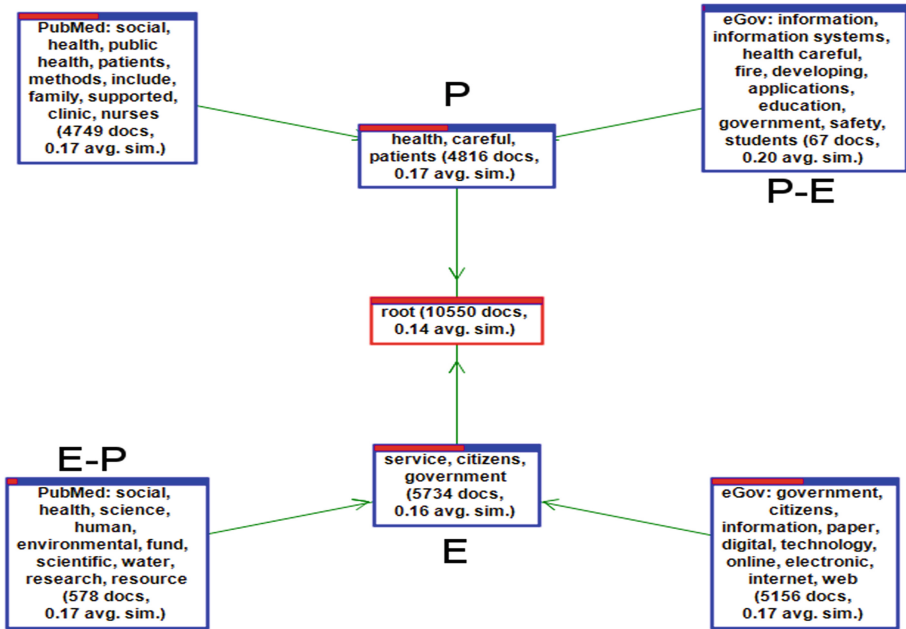 PubMed: social,
health, public
health, patients,
methods, include,
family, supported,
clinic, nurses
(4749 docs,
0.17 avg. sim.)
P
health, careful,
patients (4816 docs,
0.17 avg. sim.)
eGov: information,
information systems,
health careful,
fire, developing,
applications,
education,
government, safety,
students (67 docs,
0.20 avg. sim.)
P-E
root (10550 docs,
0.14 avg. sim.)
E-P
PubMed: social,
health, science,
human,
environmental, fund,
scientific, water,
research, resource
(578 docs,
0.17 avg. sim.)
service, citizens,
government
(5734 docs,
0.16 avg. sim.)
E
eGov: government,
citizens,
information, paper,
digital, technology,
online, electronic,
internet, web
(5156 docs,
0.17 avg. sim.)